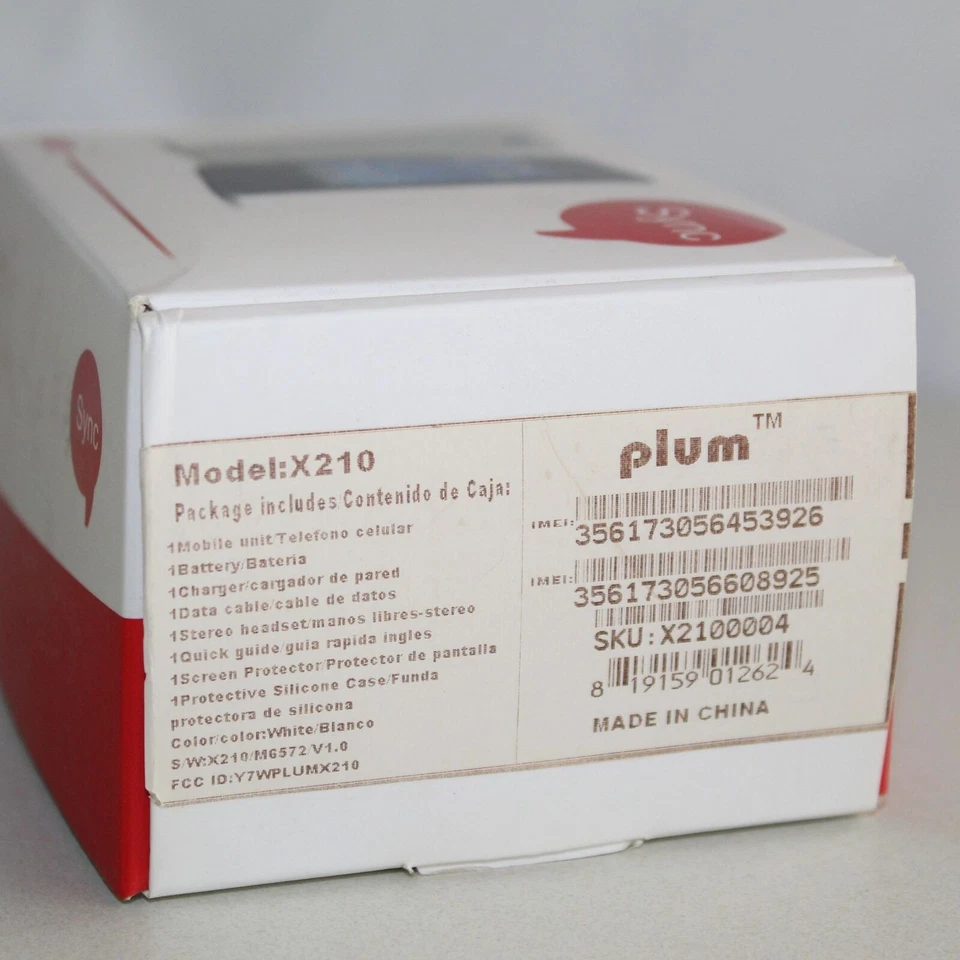 Sync
Sync
Model:X210
Package includes/Contenido de Caja:
1Mobile unit/Telefono celular
1Battery/Bateria
1Charger/cargador de pared
1Data cable/cable de datos
1Stereo headset/manos libres-stereo
1Quick guide/guia rapida ingles
1Screen Protector/Protector de pantalla
1Protective Silicone Case/Funda
protectora de silicona
Color/color:White/Blanco
S/W:X210/M6572/V1.0
FCC ID:Y7WPLUMX210
plum™
IMEI:
356173056453926
IMEI:
356173056608925
SKU:X2100004
8 19159 01262 4
MADE IN CHINA